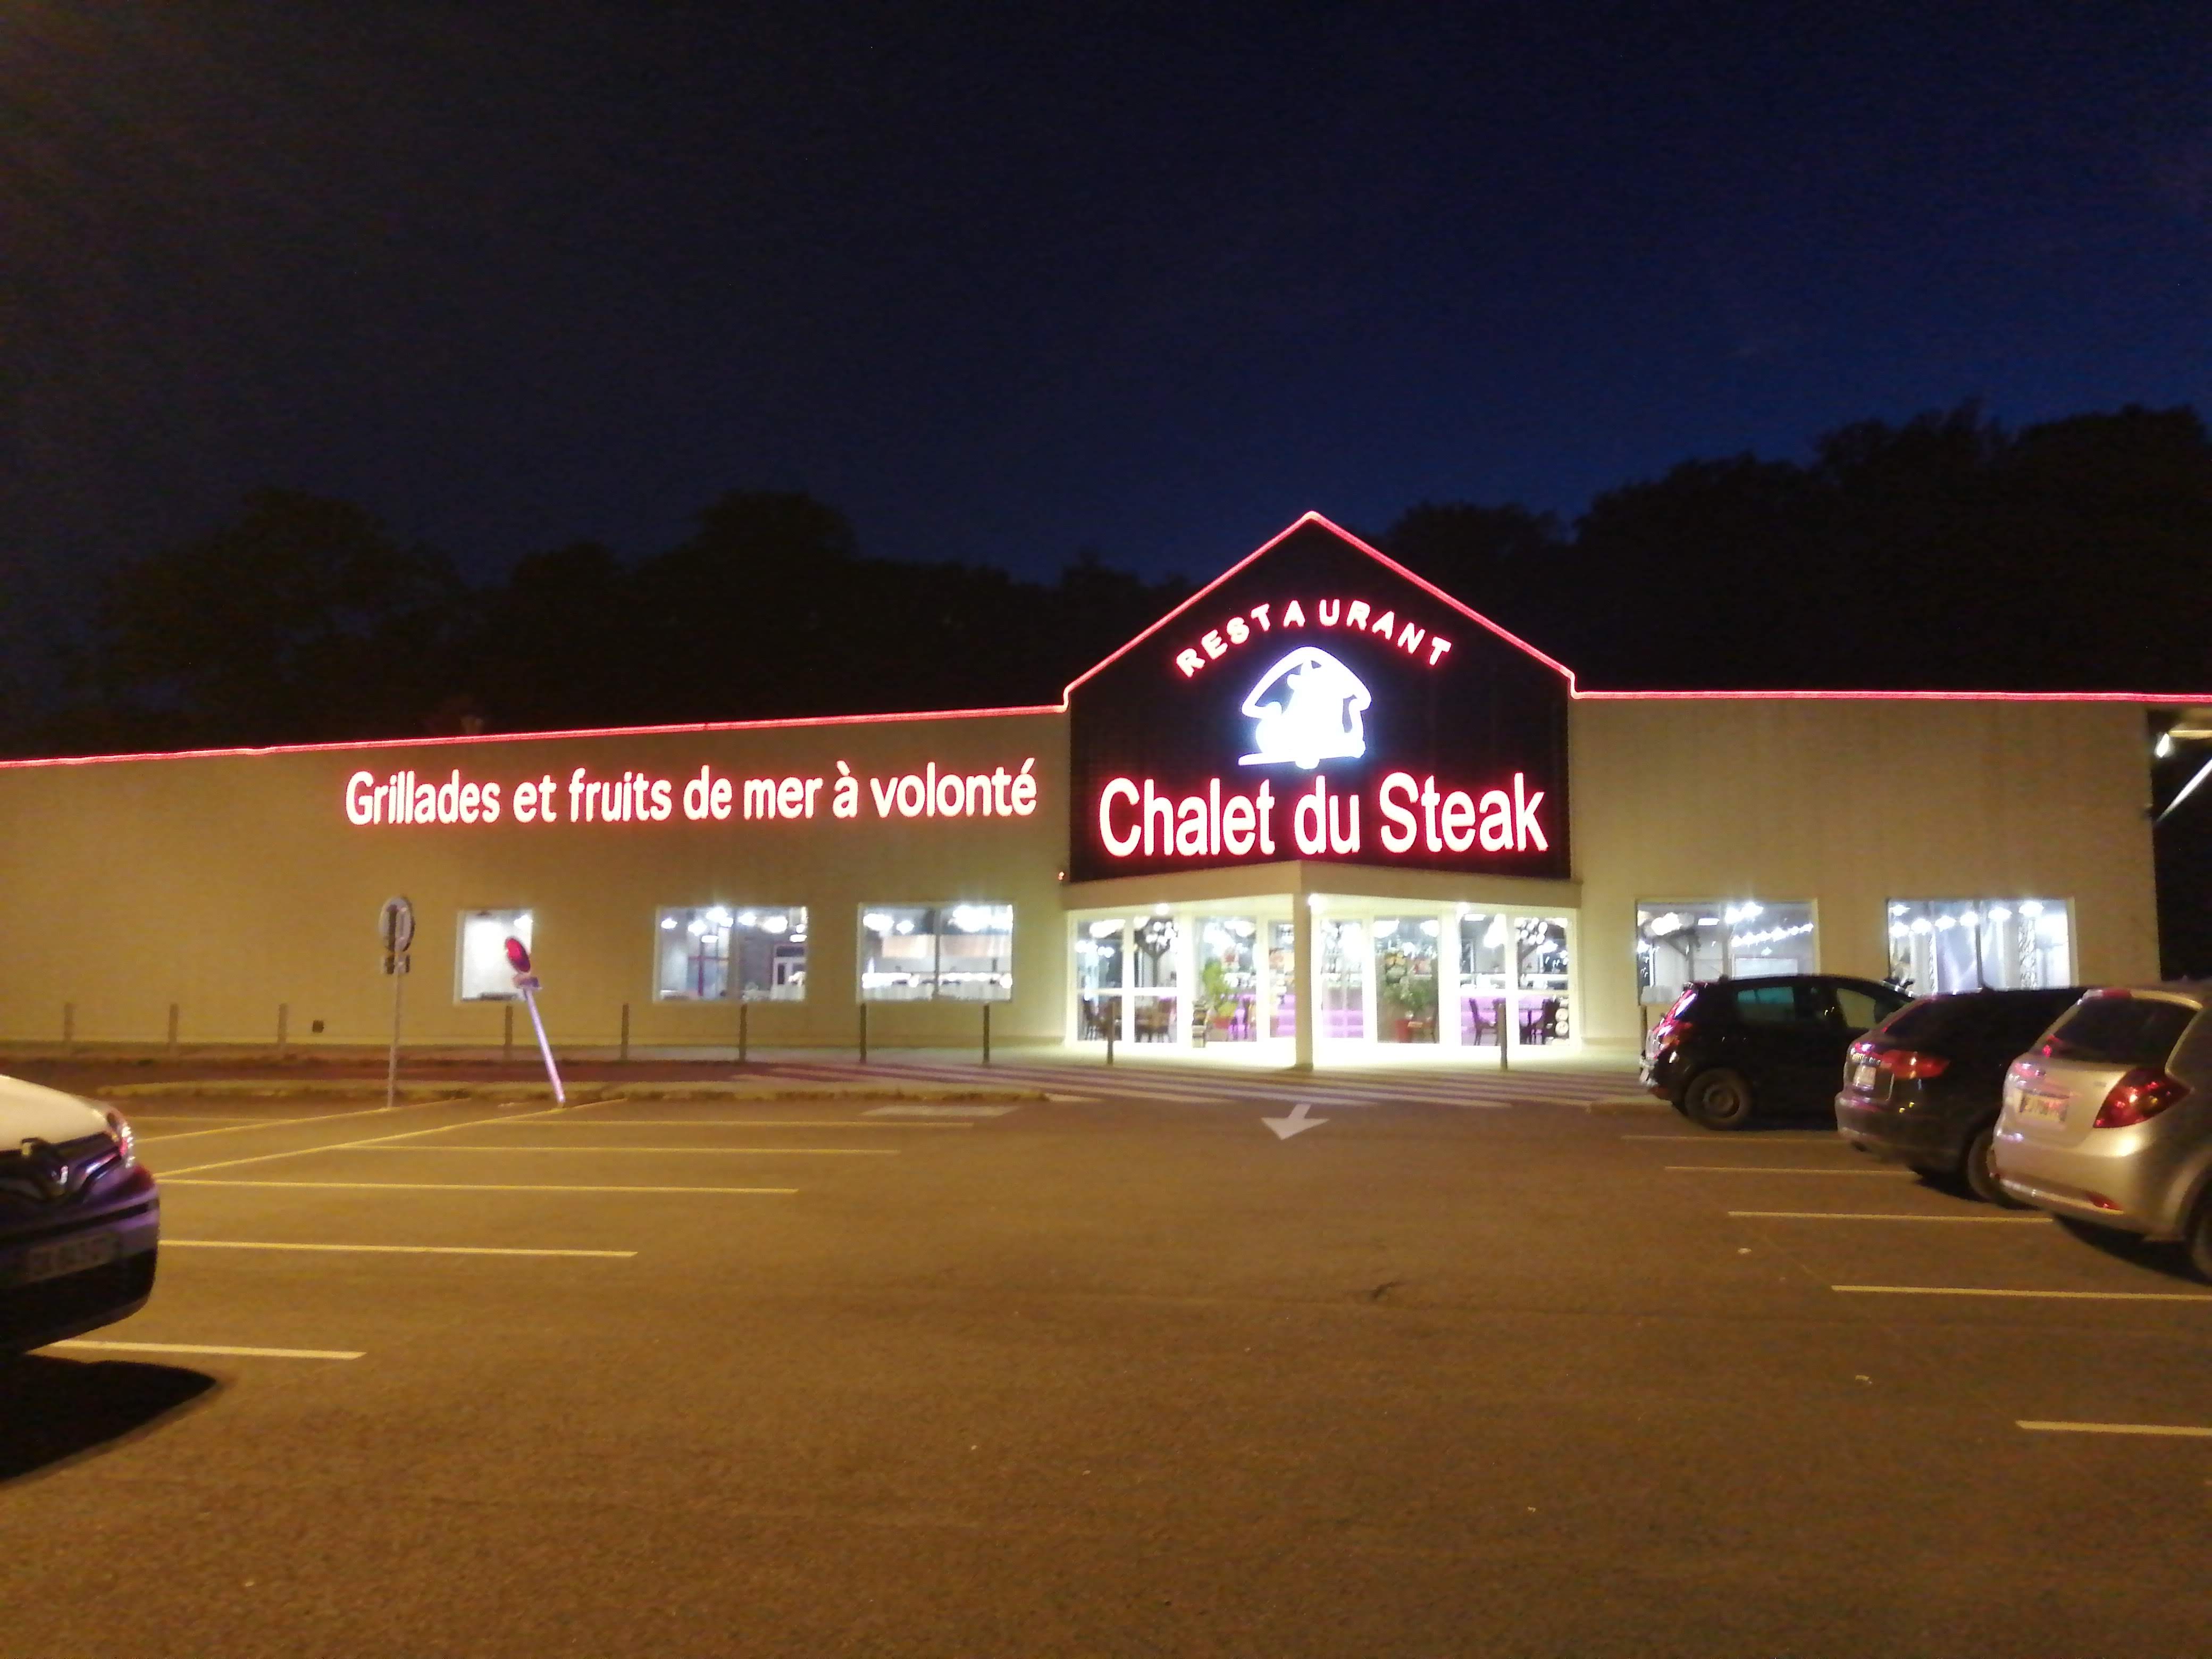 RESTAURANT
Grillades et fruits de mer à volonté
Chalet du Steak